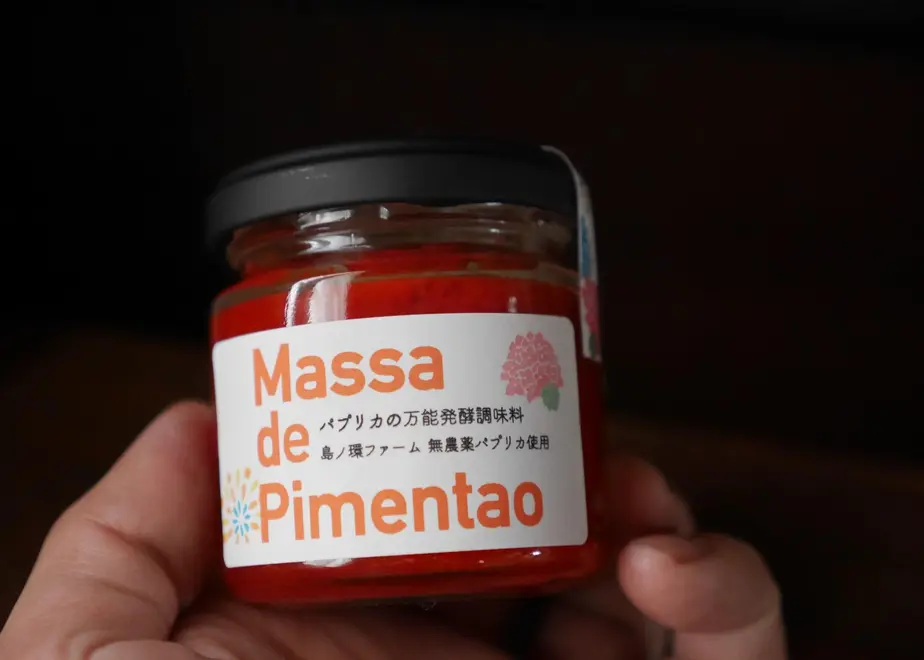 Massa
de
パプリカの万能発酵調味料
島ノ環ファーム 無農薬パプリカ使用
Pimentao